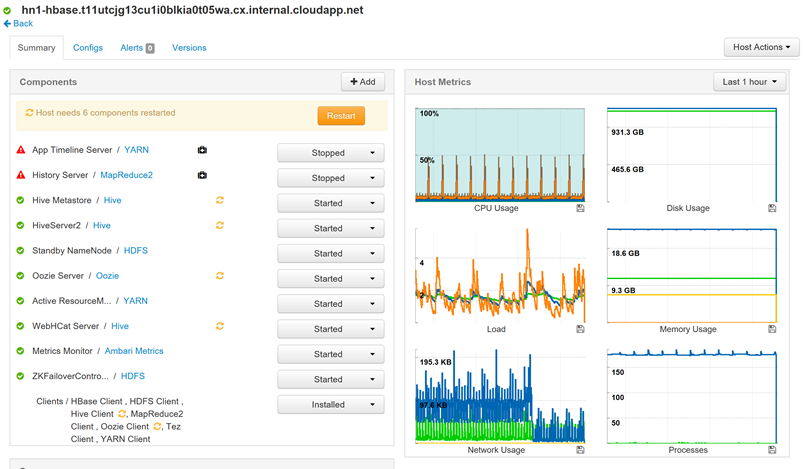 hn1-hbase.t11utcjg13cu1i0blkia0t05wa.cx.internal.cloudapp.net
Back
Summary Configs Alerts 0 Versions Host Actions
Components + Add
Host needs 6 components restarted Restart
App Timeline Server / YARN Stopped
History Server / MapReduce2 Stopped
Hive Metastore / Hive Started
HiveServer2 / Hive Started
Standby NameNode / HDFS Started
Oozie Server / Oozie Started
Active ResourceM... / YARN Started
WebHCat Server / Hive Started
Metrics Monitor / Ambari Metrics Started
ZKFailoverContro... / HDFS Started
Clients / HBase Client , HDFS Client , Installed
Hive Client , MapReduce2
Client , Oozie Client , Tez
Client , YARN Client
Host Metrics Last 1 hour
100%
50%
CPU Usage
931.3 GB
465.6 GB
Disk Usage
4
2
Load
18.6 GB
9.3 GB
Memory Usage
195.3 KB
97.6 KB
Network Usage
150
100
50
Processes